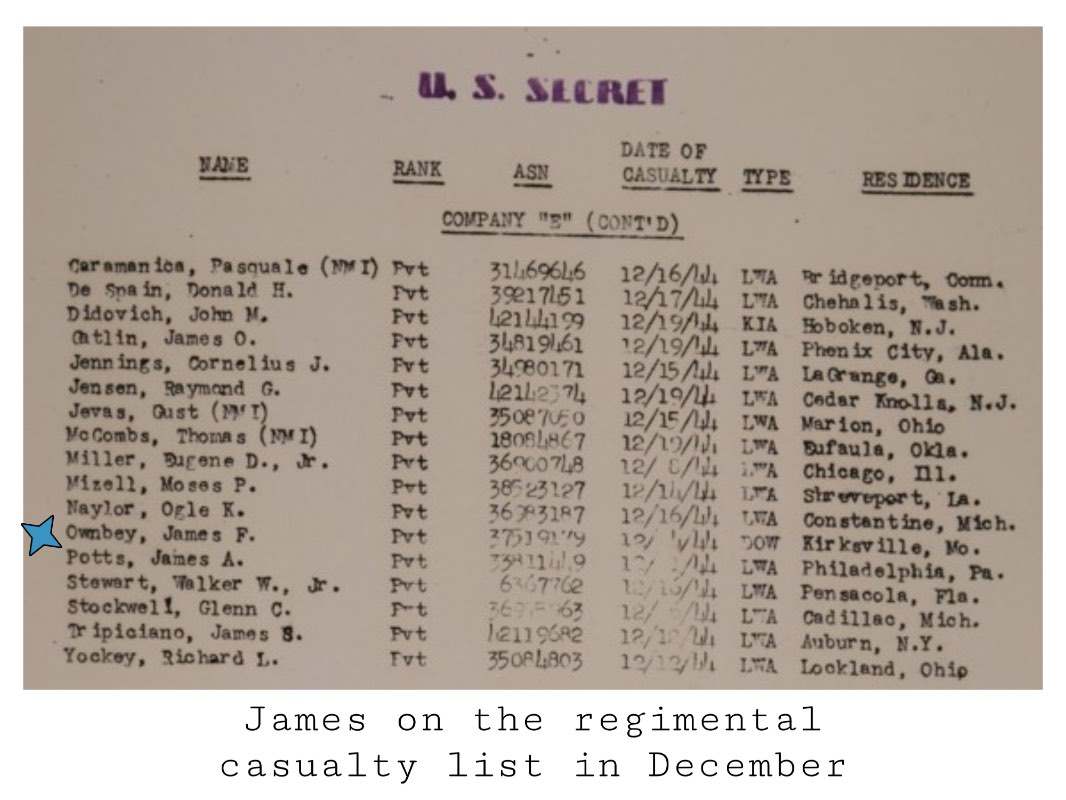 U. S. SECRET
NAME RANK ASN DATE OF CASUALTY TYPE RESIDENCE
COMPANY "E" (CONT'D)
Caramanica, Pasquale (NMI) Pvt 31469646 12/16/44 LWA Bridgeport, Conn.
De Spain, Donald H. Pvt 39217451 12/17/44 LWA Chehalis, Wash.
Didovich, John M. Pvt 42144199 12/19/44 KIA Hoboken, N.J.
Gatlin, James O. Pvt 34819461 12/19/44 LWA Phenix City, Ala.
Jennings, Cornelius J. Pvt 34980171 12/15/44 LWA LaGrange, Ga.
Jensen, Raymond G. Pvt 12/19/44 LWA Cedar Knolls, N.J.
Jevas, Gust (NMI) Pvt 35087050 12/15/44 LWA Marion, Ohio
McCombs, Thomas (NMI) Pvt 18084867 12/19/44 LWA Eufaula, Okla.
Miller, Eugene D., Jr. Pvt LWA Chicago, Ill.
Mizell, Moses P. Pvt 38523127 12/14/44 LWA Shreveport, La.
Naylor, Ogle K. Pvt 12/16/44 LWA Constantine, Mich.
Ownbey, James F. Pvt DOW Kirksville, Mo.
Potts, James A. Pvt LWA Philadelphia, Pa.
Stewart, Walker W., Jr. Pvt LWA Pensacola, Fla.
Stockwell, Glenn C. Pvt LWA Cadillac, Mich.
Tripiciano, James S. Pvt 42119682 LWA Auburn, N.Y.
Yockey, Richard L. Pvt 35084803 12/12/44 LWA Lockland, Ohio
James on the regimental
casualty list in December